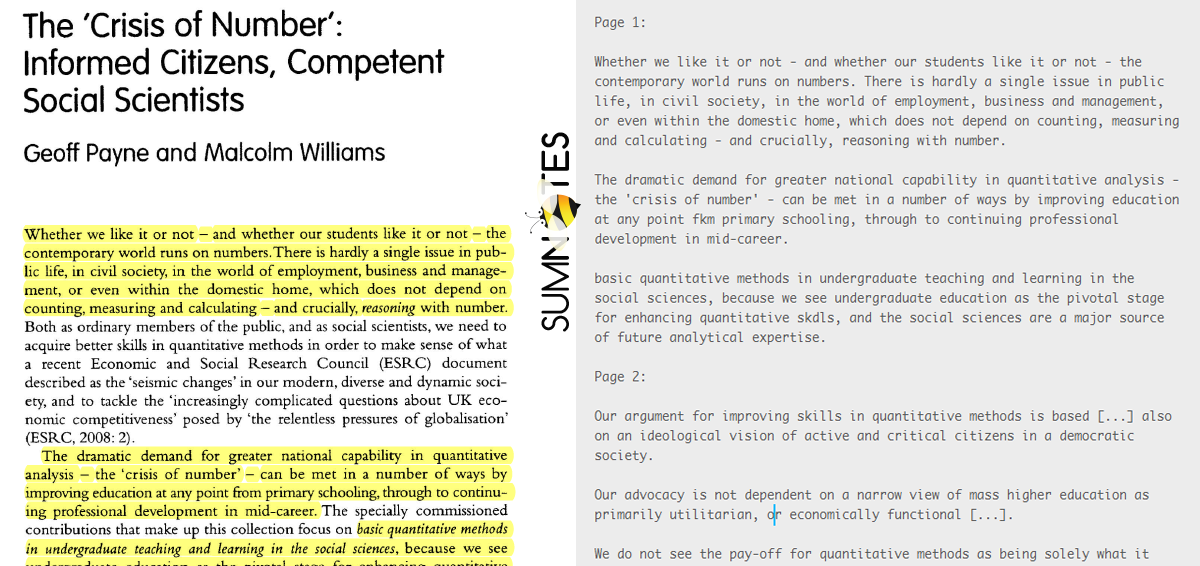 The 'Crisis of Number':
Informed Citizens, Competent
Social Scientists
Geoff Payne and Malcolm Williams
Whether we like it or not – and whether our students like it or not – the
contemporary world runs on numbers. There is hardly a single issue in pub-
lic life, in civil society, in the world of employment, business and manage-
ment, or even within the domestic home, which does not depend on
counting, measuring and calculating – and crucially, reasoning with number.
Both as ordinary members of the public, and as social scientists, we need to
acquire better skills in quantitative methods in order to make sense of what
a recent Economic and Social Research Council (ESRC) document
described as the 'seismic changes' in our modern, diverse and dynamic soci-
ety, and to tackle the 'increasingly complicated questions about UK eco-
nomic competitiveness' posed by 'the relentless pressures of globalisation'
(ESRC, 2008: 2).
The dramatic demand for greater national capability in quantitative
analysis – the 'crisis of number' – can be met in a number of ways by
improving education at any point from primary schooling, through to continu-
ing professional development in mid-career. The specially commissioned
contributions that make up this collection focus on basic quantitative methods
in undergraduate teaching and learning in the social sciences, because we see
undergraduate education as the pivotal stage for enhancing quantitative
SUMNOTES
Page 1:
Whether we like it or not - and whether our students like it or not - the
contemporary world runs on numbers. There is hardly a single issue in public
life, in civil society, in the world of employment, business and management,
or even within the domestic home, which does not depend on counting, measuring
and calculating - and crucially, reasoning with number.
The dramatic demand for greater national capability in quantitative analysis -
the 'crisis of number' - can be met in a number of ways by improving education
at any point fkm primary schooling, through to continuing professional
development in mid-career.
basic quantitative methods in undergraduate teaching and learning in the
social sciences, because we see undergraduate education as the pivotal stage
for enhancing quantitative skdls, and the social sciences are a major source
of future analytical expertise.
Page 2:
Our argument for improving skills in quantitative methods is based [...] also
on an ideological vision of active and critical citizens in a democratic
society.
Our advocacy is not dependent on a narrow view of mass higher education as
primarily utilitarian, or economically functional [...].
We do not see the pay-off for quantitative methods as being solely what it